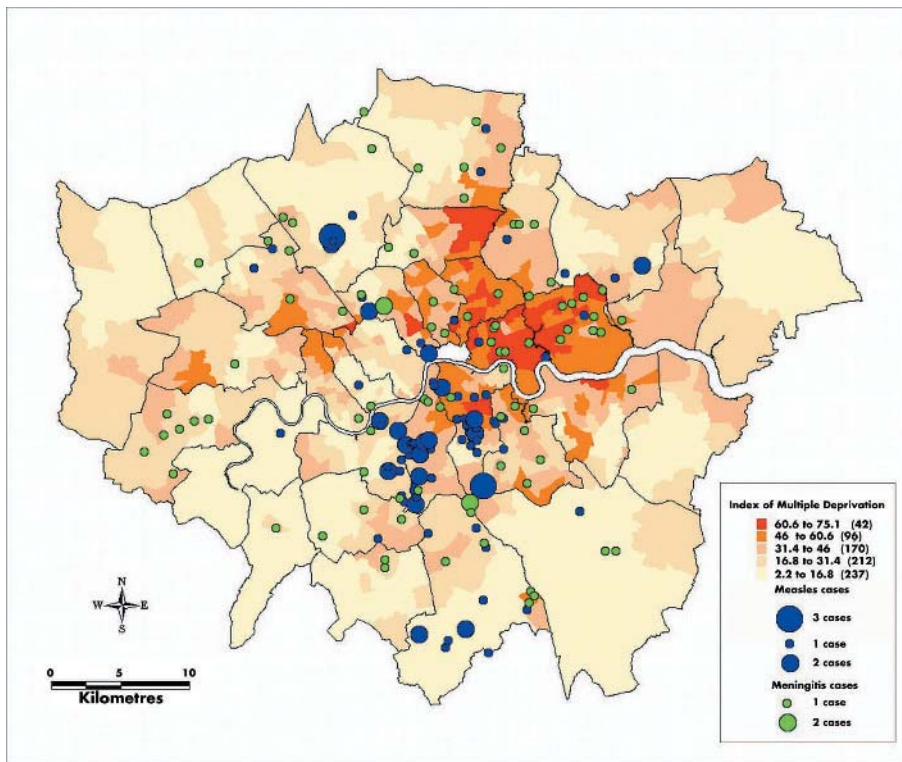 Index of Multiple Deprivation
60.6 to 75.1 (42)
46 to 60.6 (96)
31.4 to 46 (170)
16.8 to 31.4 (212)
2.2 to 16.8 (237)
Measles cases
3 cases
1 case
2 cases
Meningitis cases
1 case
2 cases
N
W E
S
0 5 10
Kilometres